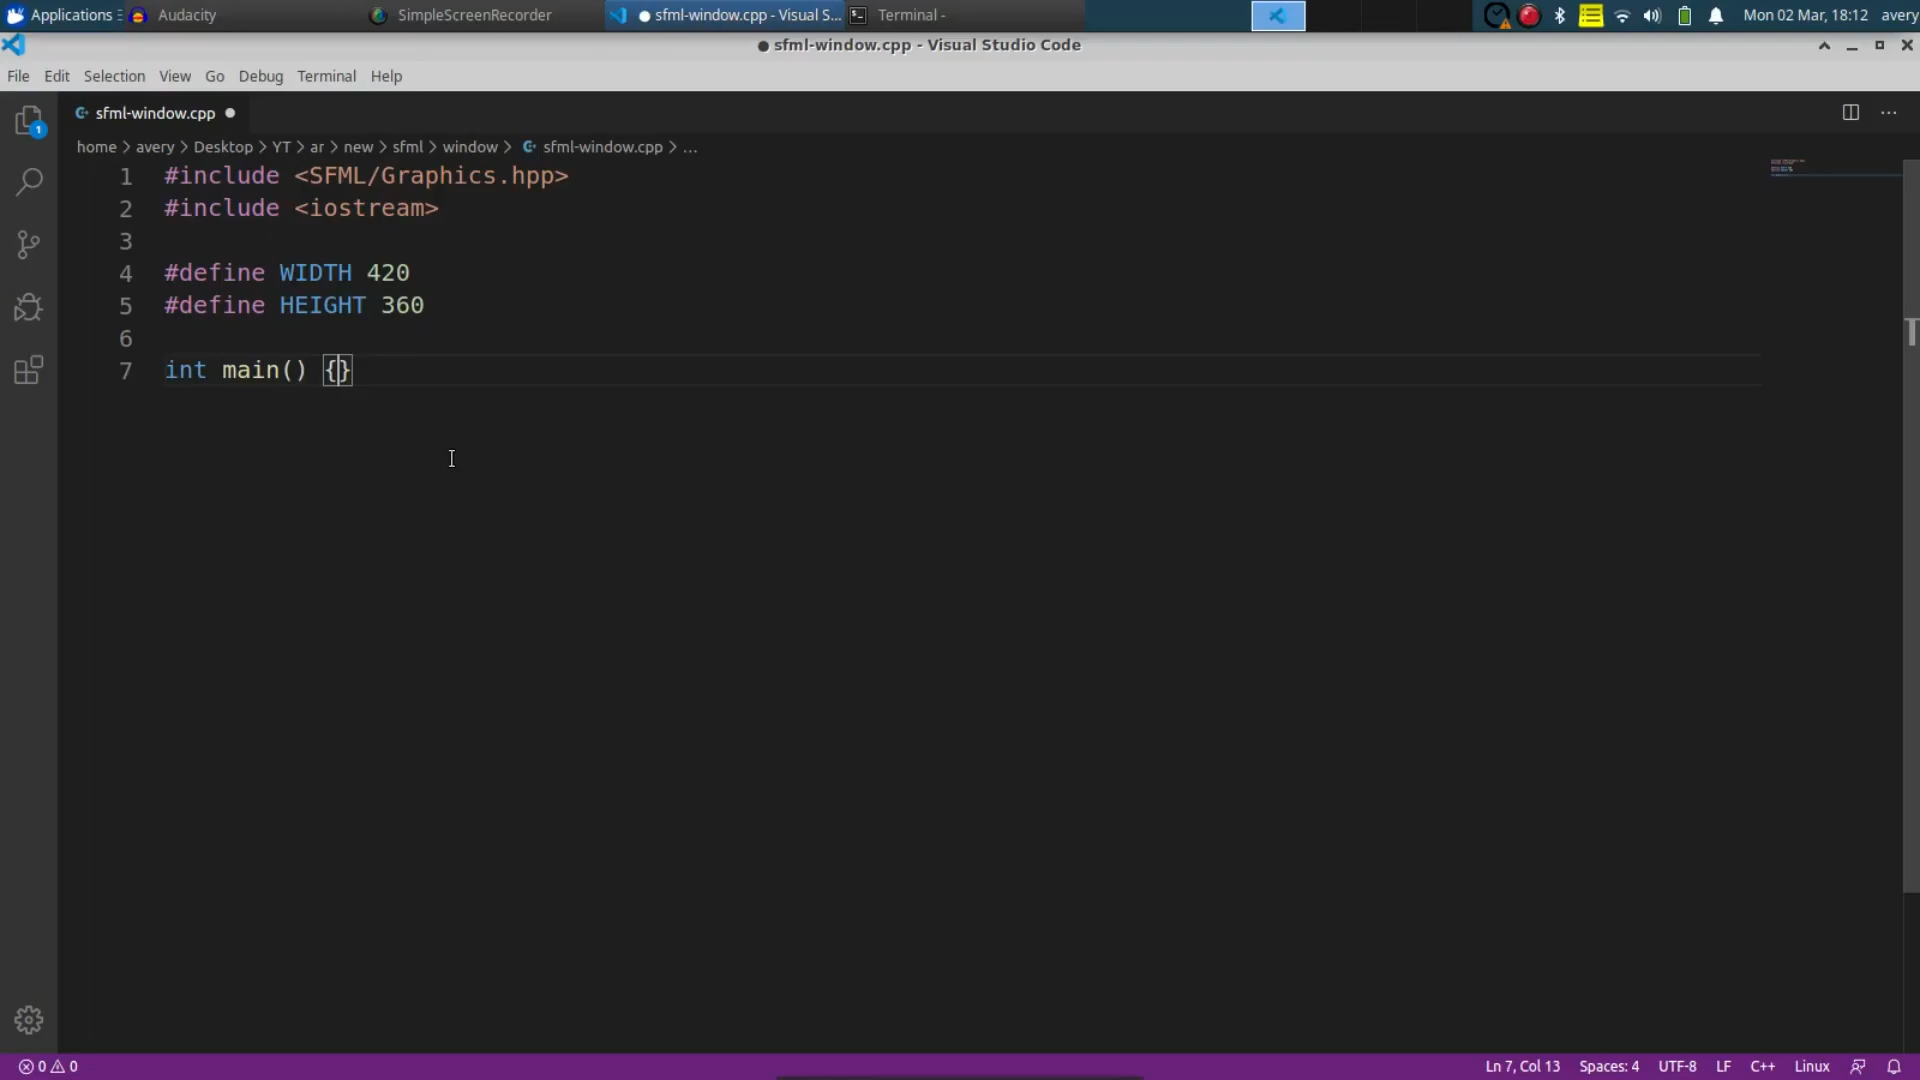 Applications Audacity SimpleScreenRecorder ● sfml-window.cpp - Visual S... Terminal - Mon 02 Mar, 18:12 avery
● sfml-window.cpp - Visual Studio Code
File Edit Selection View Go Debug Terminal Help
sfml-window.cpp ●
1
home > avery > Desktop > YT > ar > new > sfml > window > sfml-window.cpp > ...
1 #include <SFML/Graphics.hpp>
2 #include <iostream>
3
4 #define WIDTH 420
5 #define HEIGHT 360
6
7 int main() {}
0 0 Ln 7, Col 13 Spaces: 4 UTF-8 LF C++ Linux